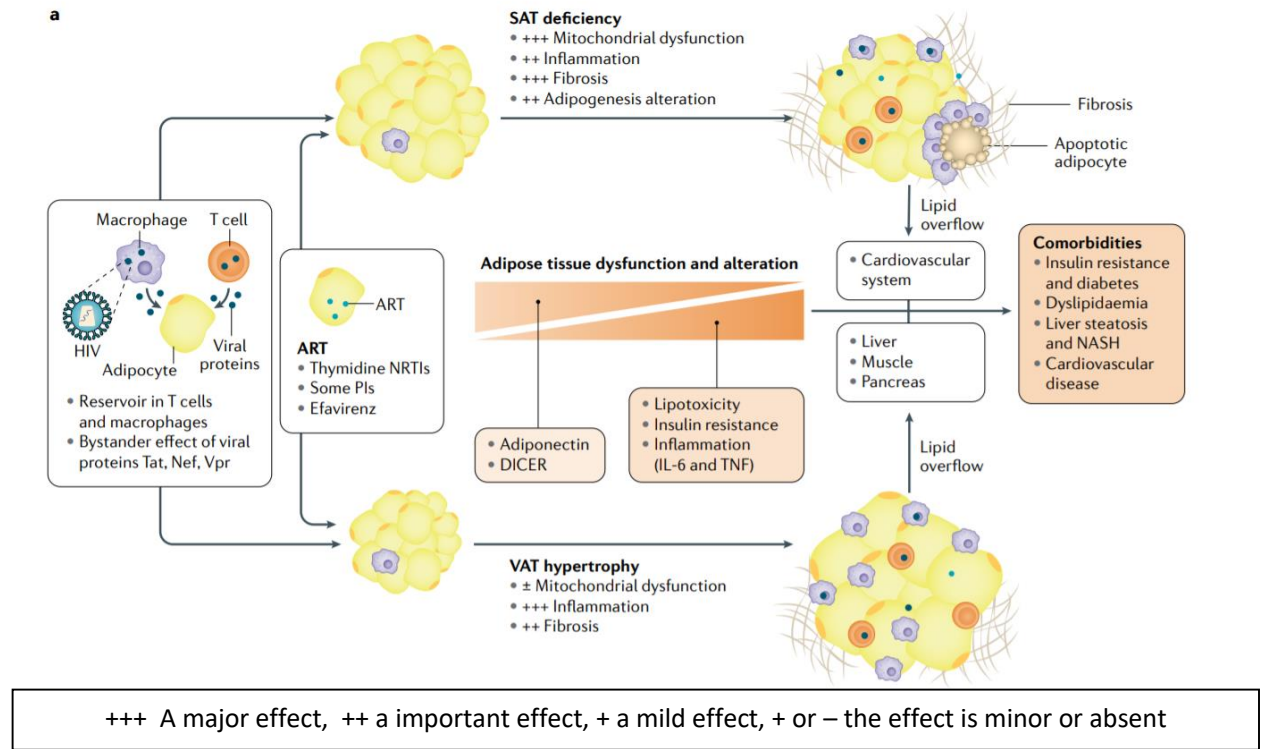 a
SAT deficiency
• +++ Mitochondrial dysfunction
• ++ Inflammation
• +++ Fibrosis
• ++ Adipogenesis alteration
Fibrosis
Apoptotic
adipocyte
Macrophage
T cell
HIV
Adipocyte
Viral
proteins
• Reservoir in T cells
and macrophages
• Bystander effect of viral
proteins Tat, Nef, Vpr
ART
ART
• Thymidine NRTIs
• Some PIs
• Efavirenz
Adipose tissue dysfunction and alteration
• Adiponectin
• DICER
• Lipotoxicity
• Insulin resistance
• Inflammation
(IL-6 and TNF)
Lipid
overflow
• Cardiovascular
system
• Liver
• Muscle
• Pancreas
Lipid
overflow
Comorbidities
• Insulin resistance
and diabetes
• Dyslipidaemia
• Liver steatosis
and NASH
• Cardiovascular
disease
VAT hypertrophy
• ± Mitochondrial dysfunction
• +++ Inflammation
• ++ Fibrosis
+++ A major effect, ++ a important effect, + a mild effect, + or – the effect is minor or absent